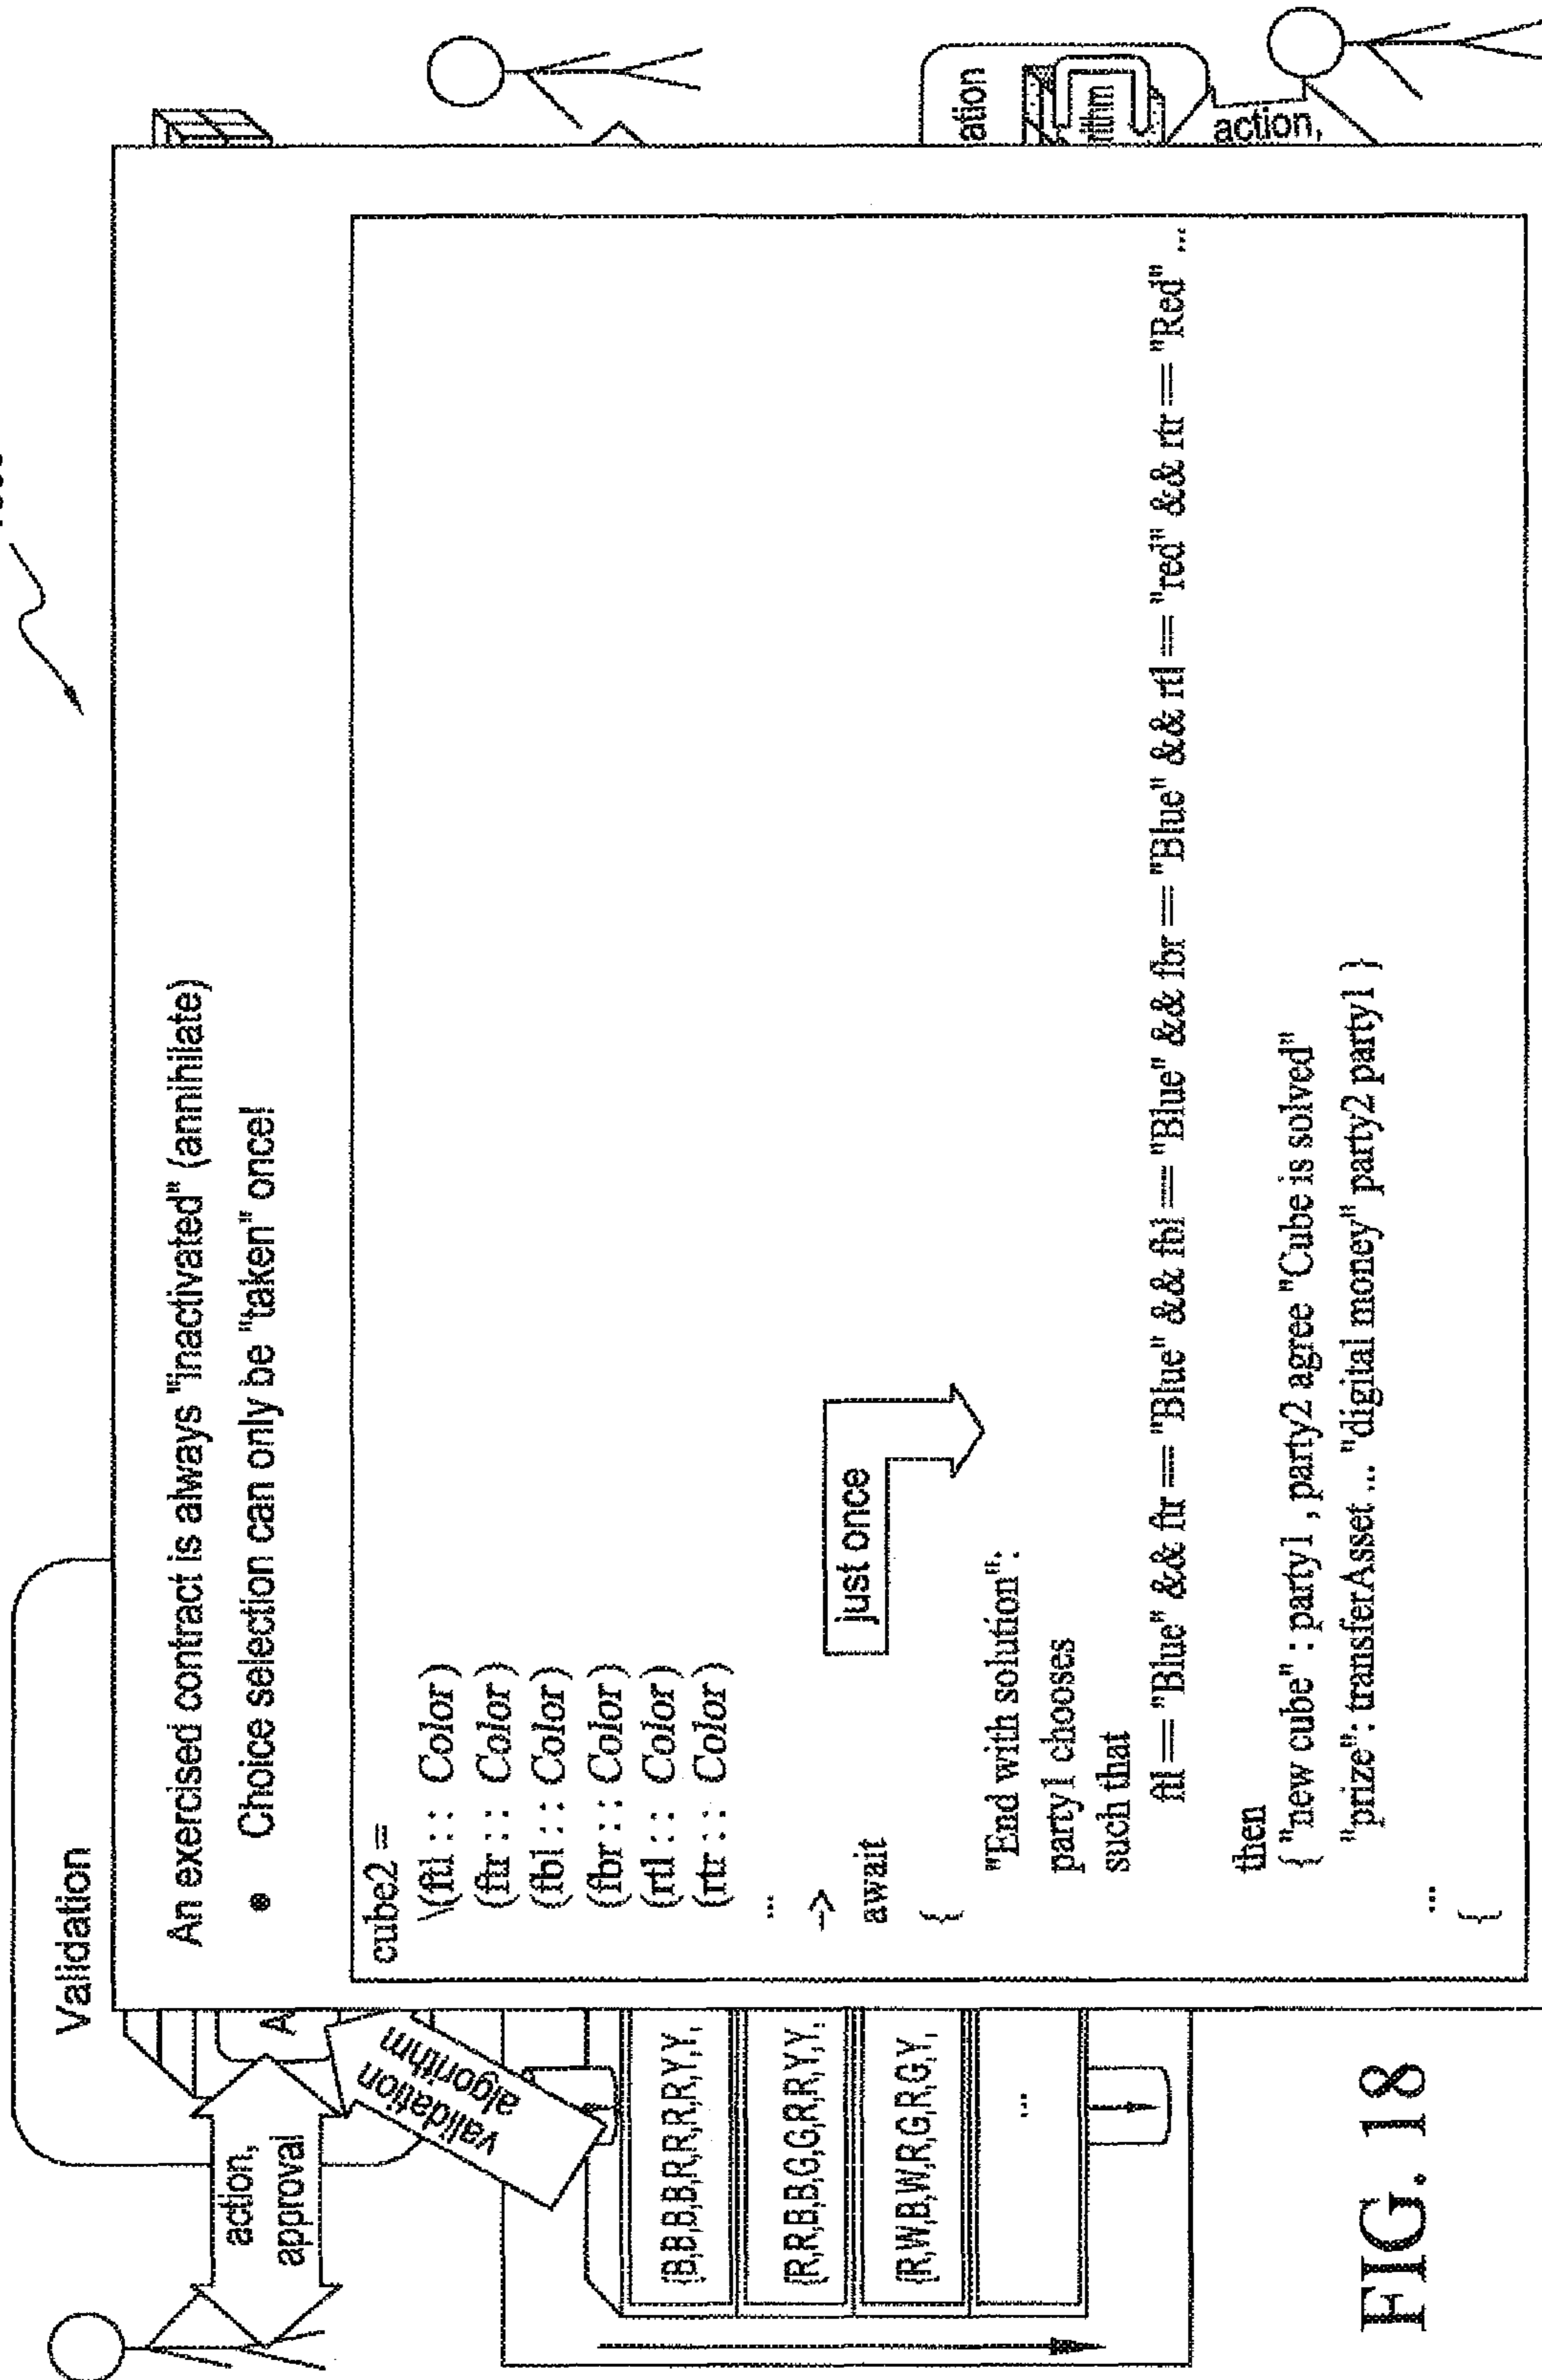 Validation
An exercised contract is always "inactivated" (annihilate)
• Choice selection can only be "taken" once!
cube2 =
\(ftl :: Color )
(ftr :: Color )
(fbl :: Color )
(fbr :: Color )
(rtl :: Color )
(rtr :: Color )
...
->
await
{
just once
"End with solution":
party1 chooses
such that
ftl == "Blue" && ftr == "Blue" && fbl == "Blue" && fbr == "Blue" && rtl == "red" && rtr == "Red" ...
then
{ "new cube" : party1 , party2 agree "Cube is solved"
"prize": transferAsset ... "digital money" party2 party1 }
...
{
action,
approval
A
validation
algorithm
{B,B,B,B,R,R,R,R,Y,Y,
{R,R,B,B,G,G,R,R,Y,Y,
{R,W,B,W,R,G,R,G,Y,
...
ation
rithm
action,
FIG. 18